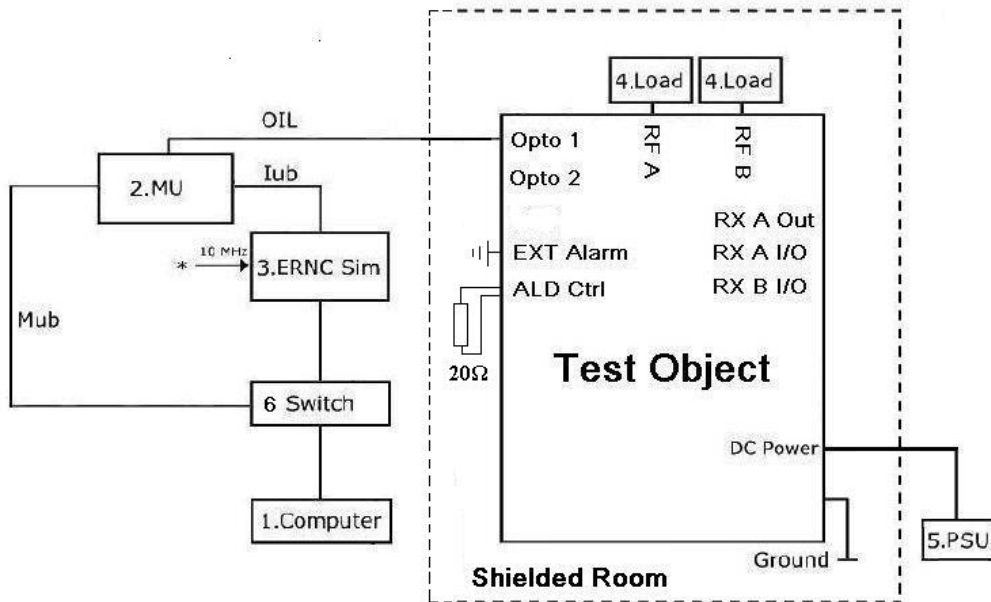 4.Load
4.Load
OIL
Opto 1
RF A
RF B
2.MU
Iub
Opto 2
RX A Out
* 10 MHz
3.ERNC Sim
EXT Alarm
RX A I/O
ALD Ctrl
RX B I/O
Mub
20Ω
Test Object
6 Switch
DC Power
1.Computer
5.PSU
Ground
Shielded Room